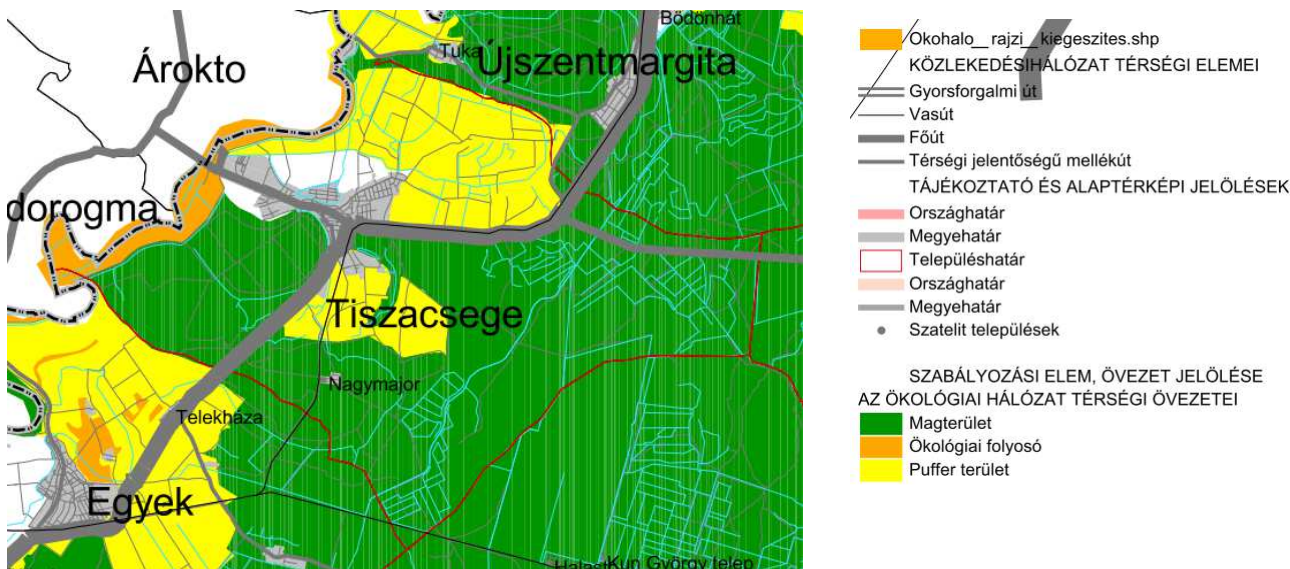 Bödönhát
Tuka
Újszentmargita
Árokto
dorogma
Tiszacsege
Nagymajor
Telekháza
Egyek
Kun György telep
Okohalo__rajzi__kiegeszites.shp
KÖZLEKEDÉSIHÁLÓZAT TÉRSÉGI ELEMEI
Gyorsforgalmi út
Vasút
Főút
Térségi jelentőségű mellékút
TÁJÉKOZTATÓ ÉS ALAPTÉRKÉPI JELÖLÉSEK
Országhatár
Megyehatár
Településhatár
Országhatár
Megyehatár
Szatelit települések
SZABÁLYOZÁSI ELEM, ÖVEZET JELÖLÉSE
AZ ÖKOLÓGIAI HÁLÓZAT TÉRSÉGI ÖVEZETEI
Magterület
Ökológiai folyosó
Puffer terület